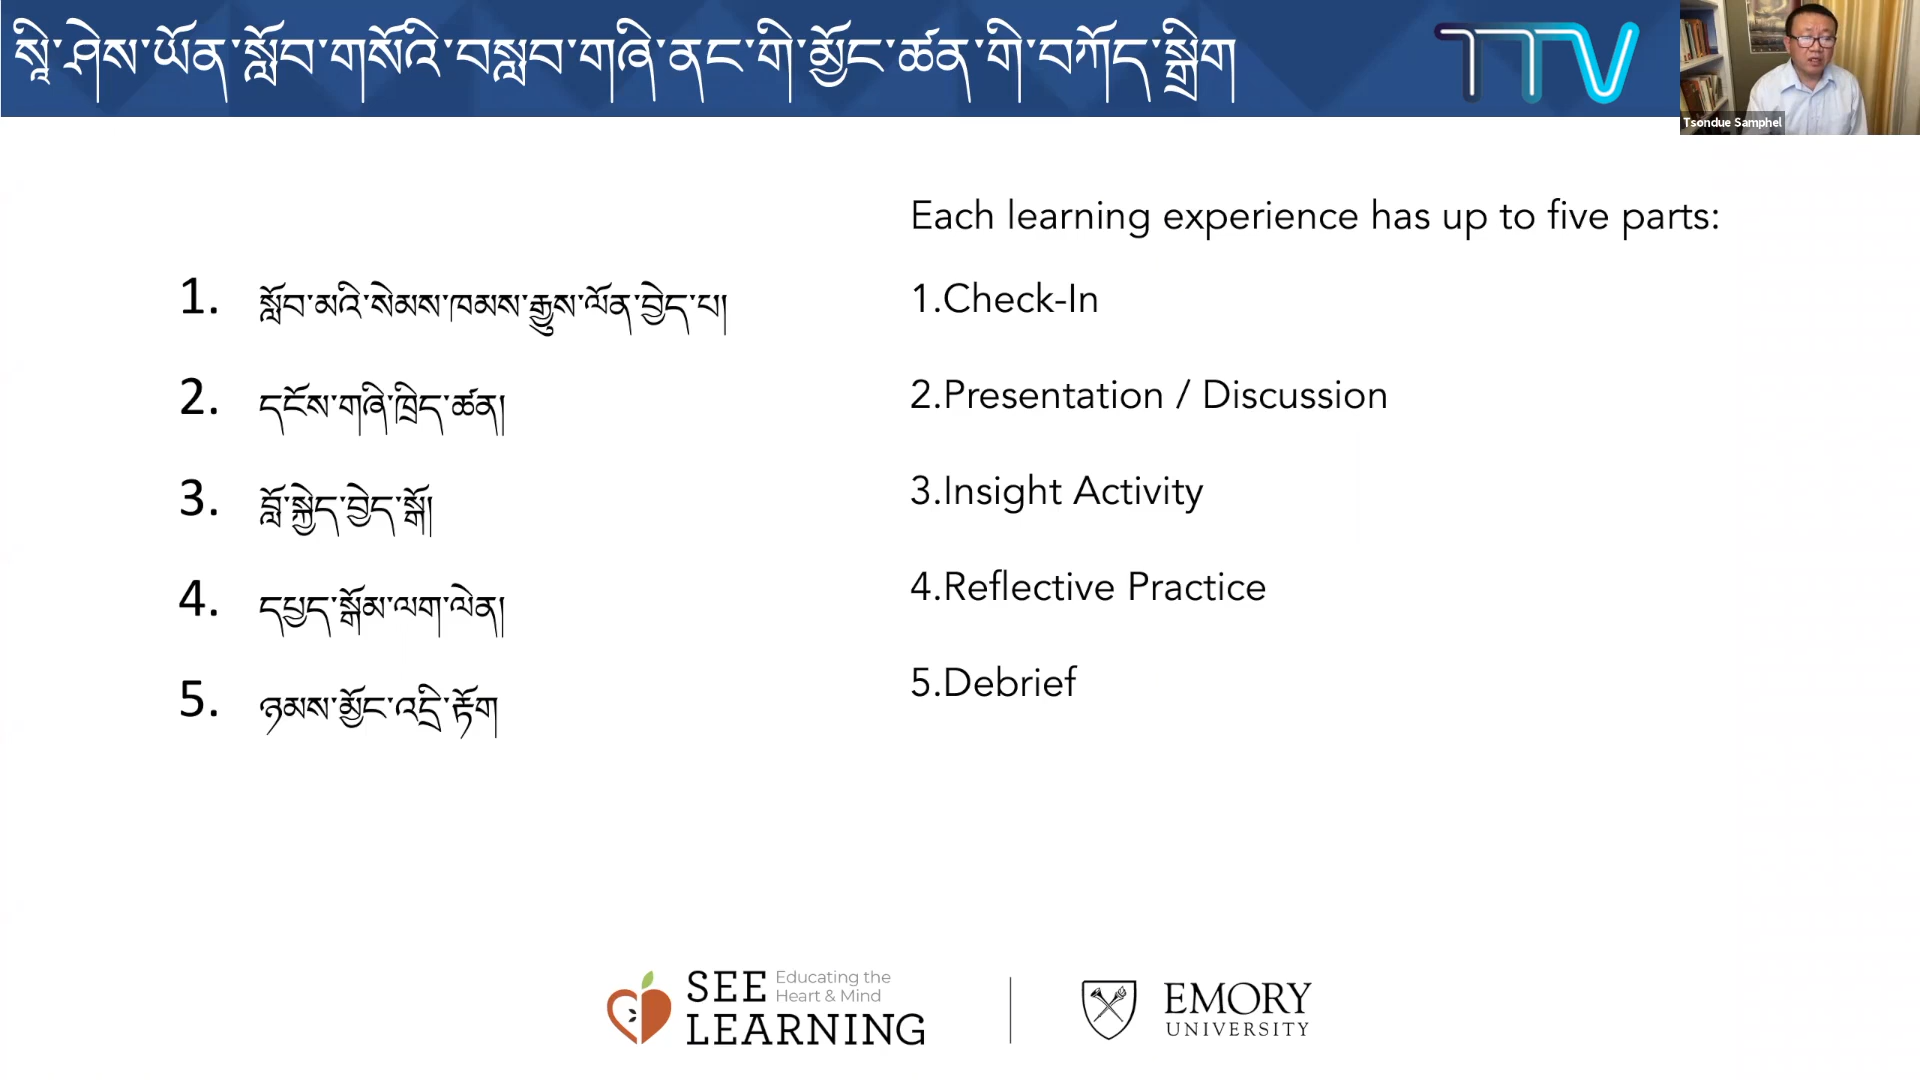 སཱི་ཤེས་ཡོན་སློབ་གསོའི་བསླབ་གཞི་ནང་གི་མྱོང་ཚན་གི་བཀོད་སྒྲིག
TTV
Tsondue Samphel
Each learning experience has up to five parts:
1. སློབ་མའི་སེམས་ཁམས་རྒྱུས་ལོན་བྱེད་པ།
2. དངོས་གཞི་ཁྲིད་ཚན།
3. བློ་སྐྱེད་བྱེད་སྒོ།
4. དཔྱད་སྒོམ་ལག་ལེན།
5. ཉམས་མྱོང་འདྲི་རྟོག
1.Check-In
2.Presentation / Discussion
3.Insight Activity
4.Reflective Practice
5.Debrief
SEE LEARNING
Educating the
Heart & Mind
EMORY
UNIVERSITY